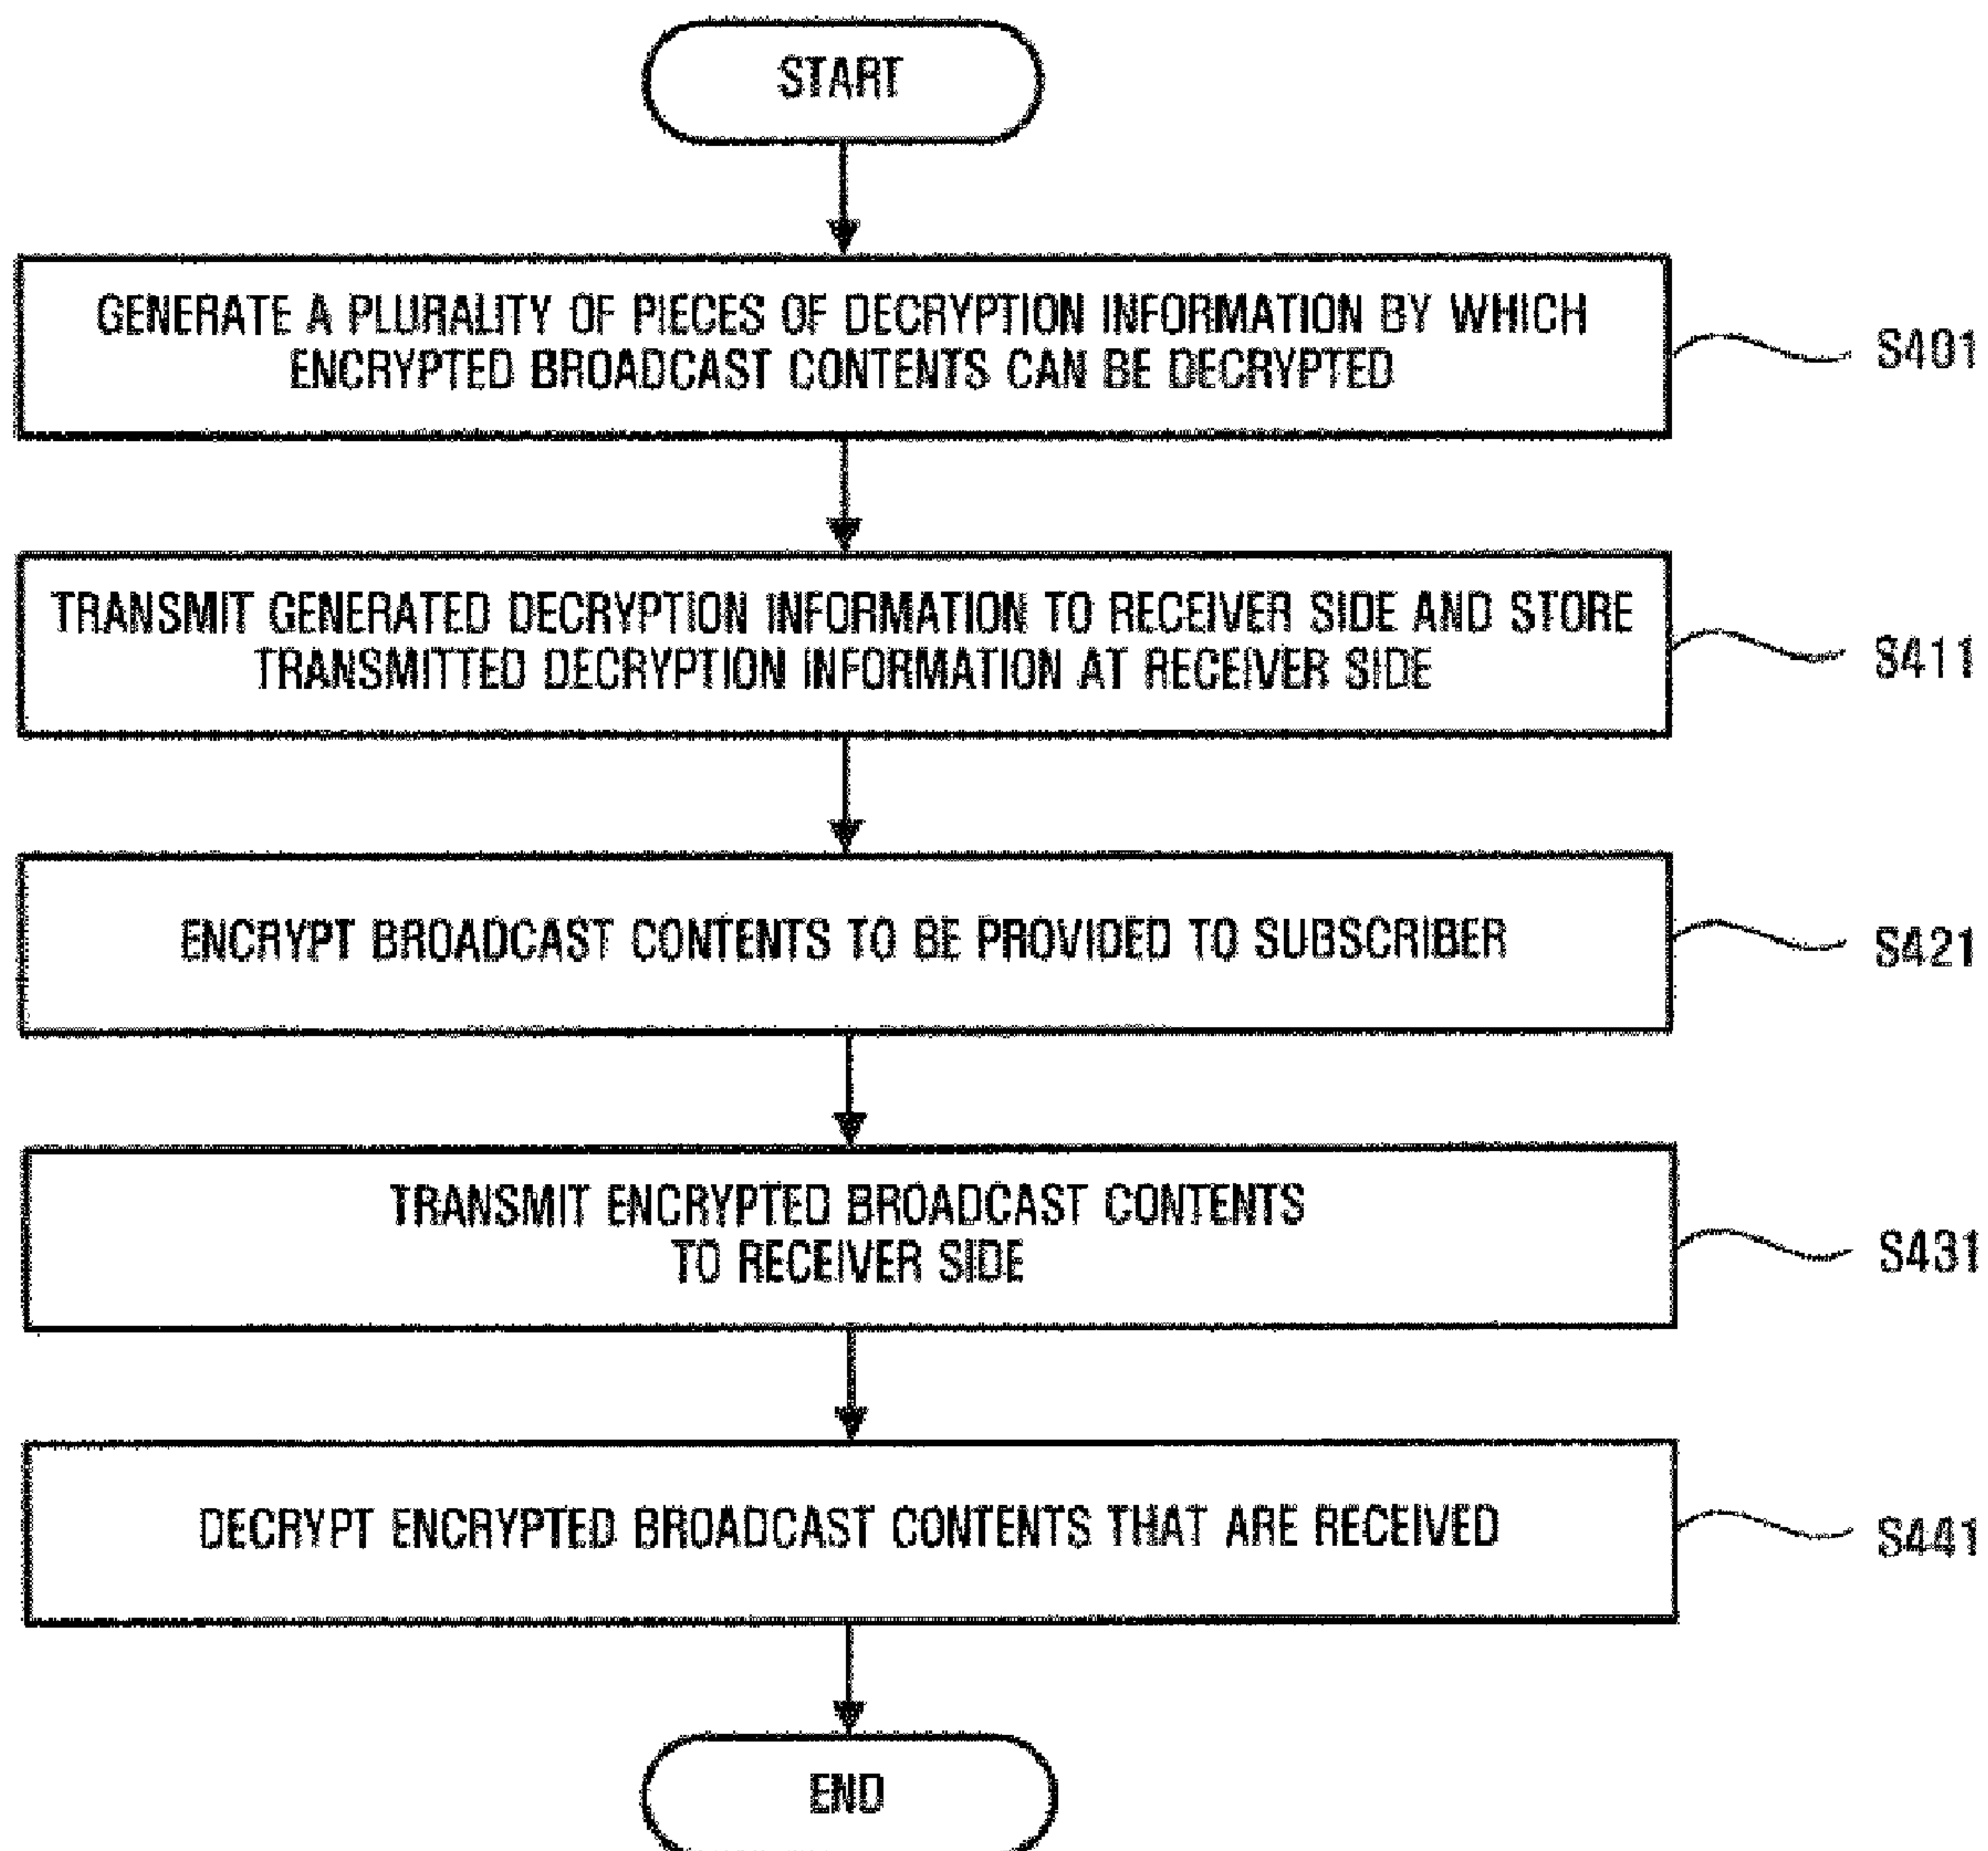 START
GENERATE A PLURALITY OF PIECES OF DECRYPTION INFORMATION BY WHICH
ENCRYPTED BROADCAST CONTENTS CAN BE DECRYPTED
S401
TRANSMIT GENERATED DECRYPTION INFORMATION TO RECEIVER SIDE AND STORE
TRANSMITTED DECRYPTION INFORMATION AT RECEIVER SIDE
S411
ENCRYPT BROADCAST CONTENTS TO BE PROVIDED TO SUBSCRIBER
S421
TRANSMIT ENCRYPTED BROADCAST CONTENTS
TO RECEIVER SIDE
S431
DECRYPT ENCRYPTED BROADCAST CONTENTS THAT ARE RECEIVED
S441
END